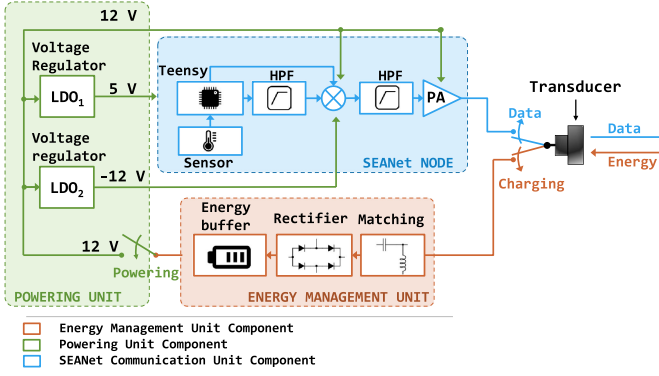 12 V
Voltage
Regulator
LDO1
5 V
Teensy
HPF
HPF
PA
Sensor
SEANet NODE
Transducer
Data
Data
Energy
Charging
Voltage
regulator
LDO2
-12 V
12 V
Powering
POWERING UNIT
Energy
buffer
Rectifier
Matching
ENERGY MANAGEMENT UNIT
Energy Management Unit Component
Powering Unit Component
SEANet Communication Unit Component